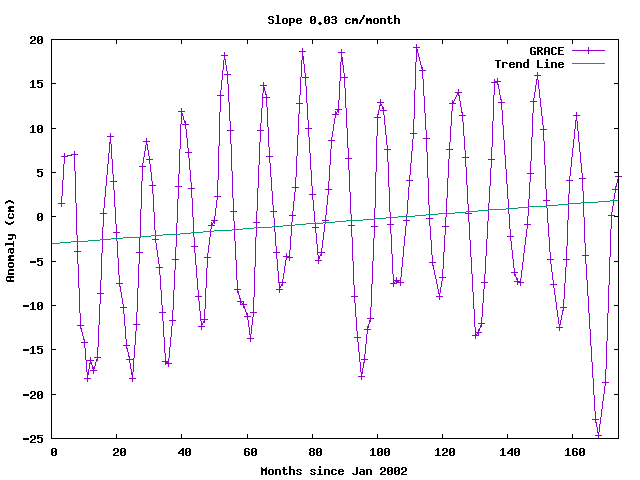 Slope 0.03 cm/month
GRACE
Trend Line
20
15
10
5
0
-5
-10
-15
-20
-25
Anomaly (cm)
0 20 40 60 80 100 120 140 160
Months since Jan 2002